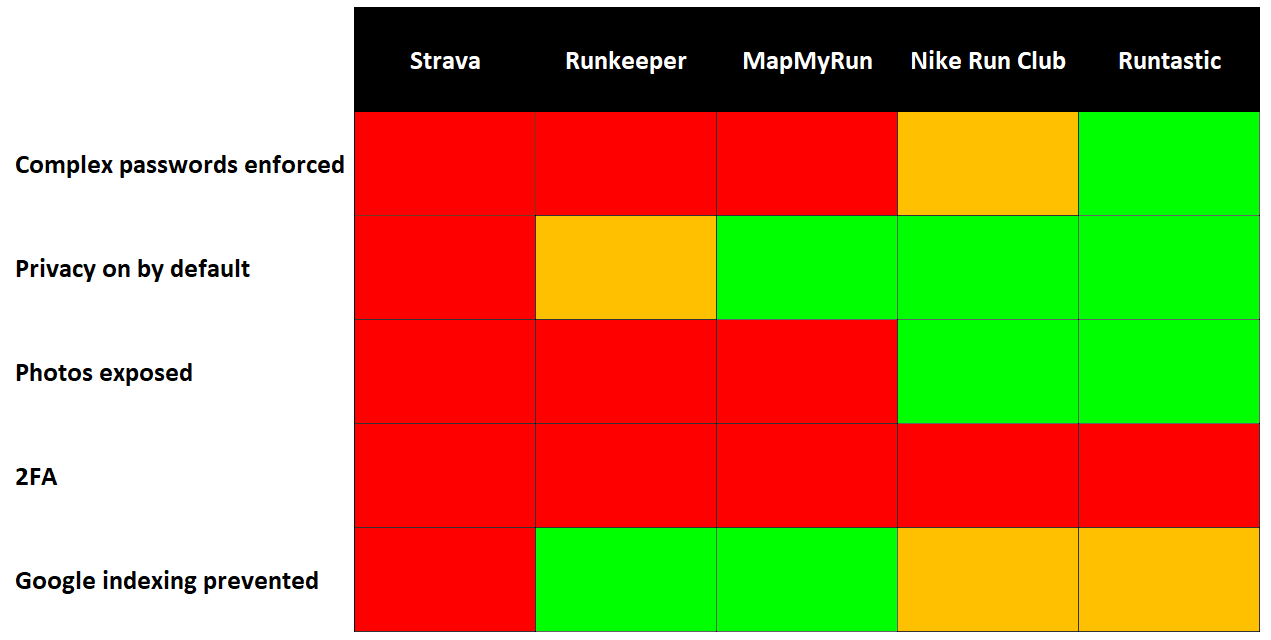 Strava Runkeeper MapMyRun Nike Run Club Runtastic
Complex passwords enforced
Privacy on by default
Photos exposed
2FA
Google indexing prevented